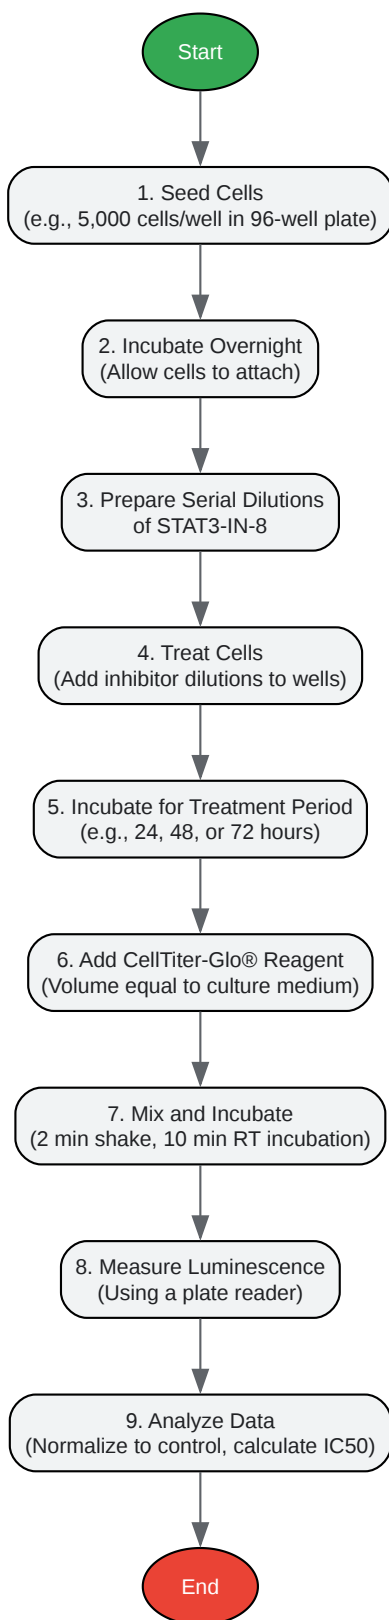 Start
1. Seed Cells
(e.g., 5,000 cells/well in 96-well plate)
2. Incubate Overnight
(Allow cells to attach)
3. Prepare Serial Dilutions
of STAT3-IN-8
4. Treat Cells
(Add inhibitor dilutions to wells)
5. Incubate for Treatment Period
(e.g., 24, 48, or 72 hours)
6. Add CellTiter-Glo® Reagent
(Volume equal to culture medium)
7. Mix and Incubate
(2 min shake, 10 min RT incubation)
8. Measure Luminescence
(Using a plate reader)
9. Analyze Data
(Normalize to control, calculate IC50)
End